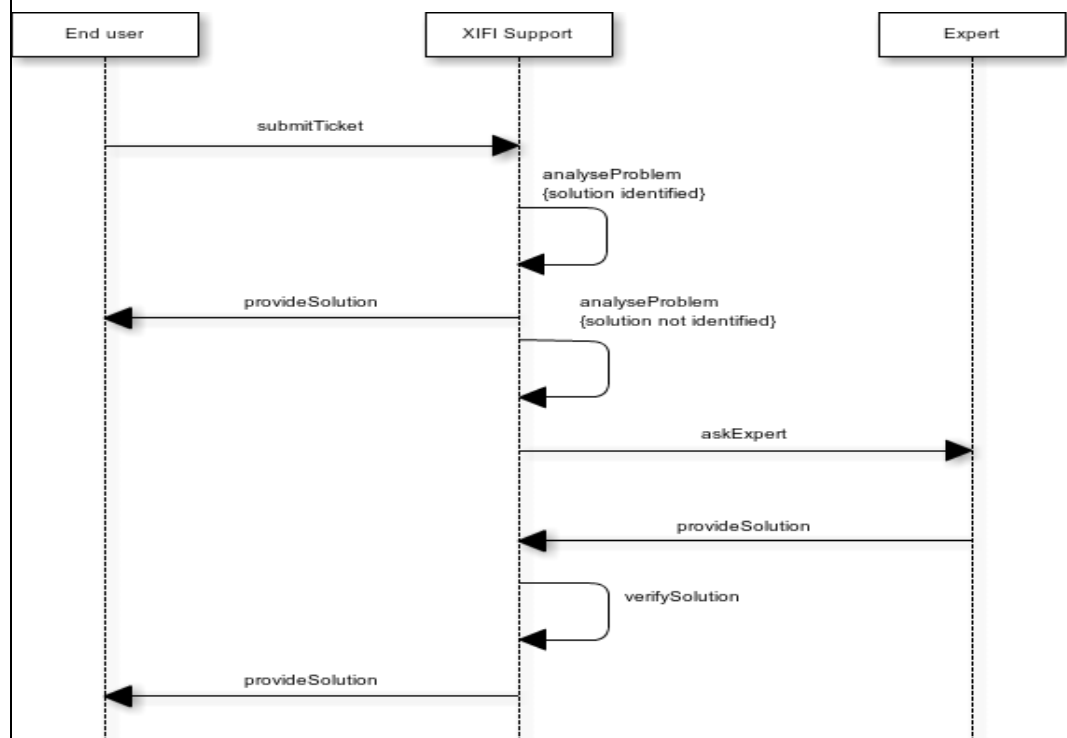 End user
XIFI Support
Expert
submitTicket
analyseProblem
{solution identified}
provideSolution
analyseProblem
{solution not identified}
askExpert
provideSolution
verifySolution
provideSolution